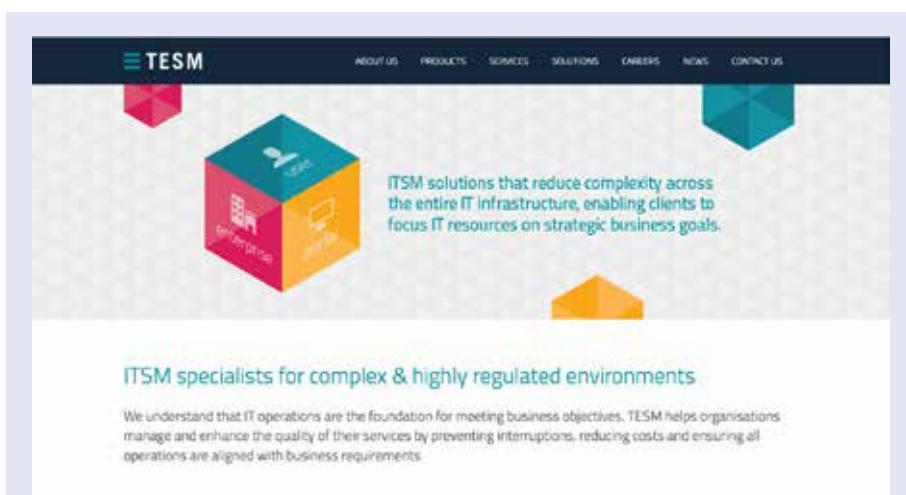 TESM
ABOUT US PRODUCTS SERVICES SOLUTIONS CAREERS NEWS CONTACT US
user
enterprise
ITSM solutions that reduce complexity across
the entire IT infrastructure, enabling clients to
focus IT resources on strategic business goals.
ITSM specialists for complex & highly regulated environments
We understand that IT operations are the foundation for meeting business objectives. TESM helps organisations
manage and enhance the quality of their services by preventing interruptions, reducing costs and ensuring all
operations are aligned with business requirements